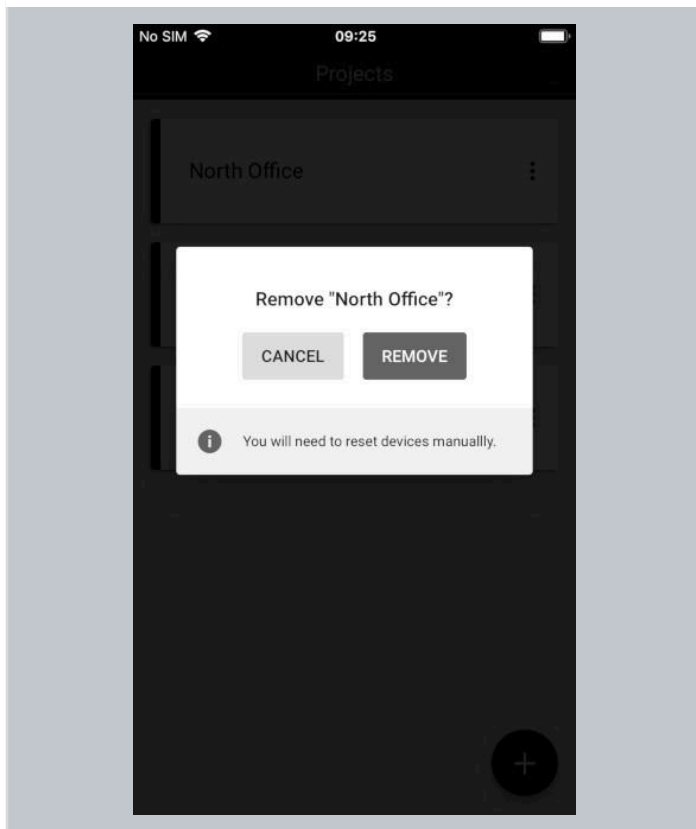 No SIM 09:25
Projects
North Office
Remove "North Office"?
CANCEL REMOVE
You will need to reset devices manuallly.